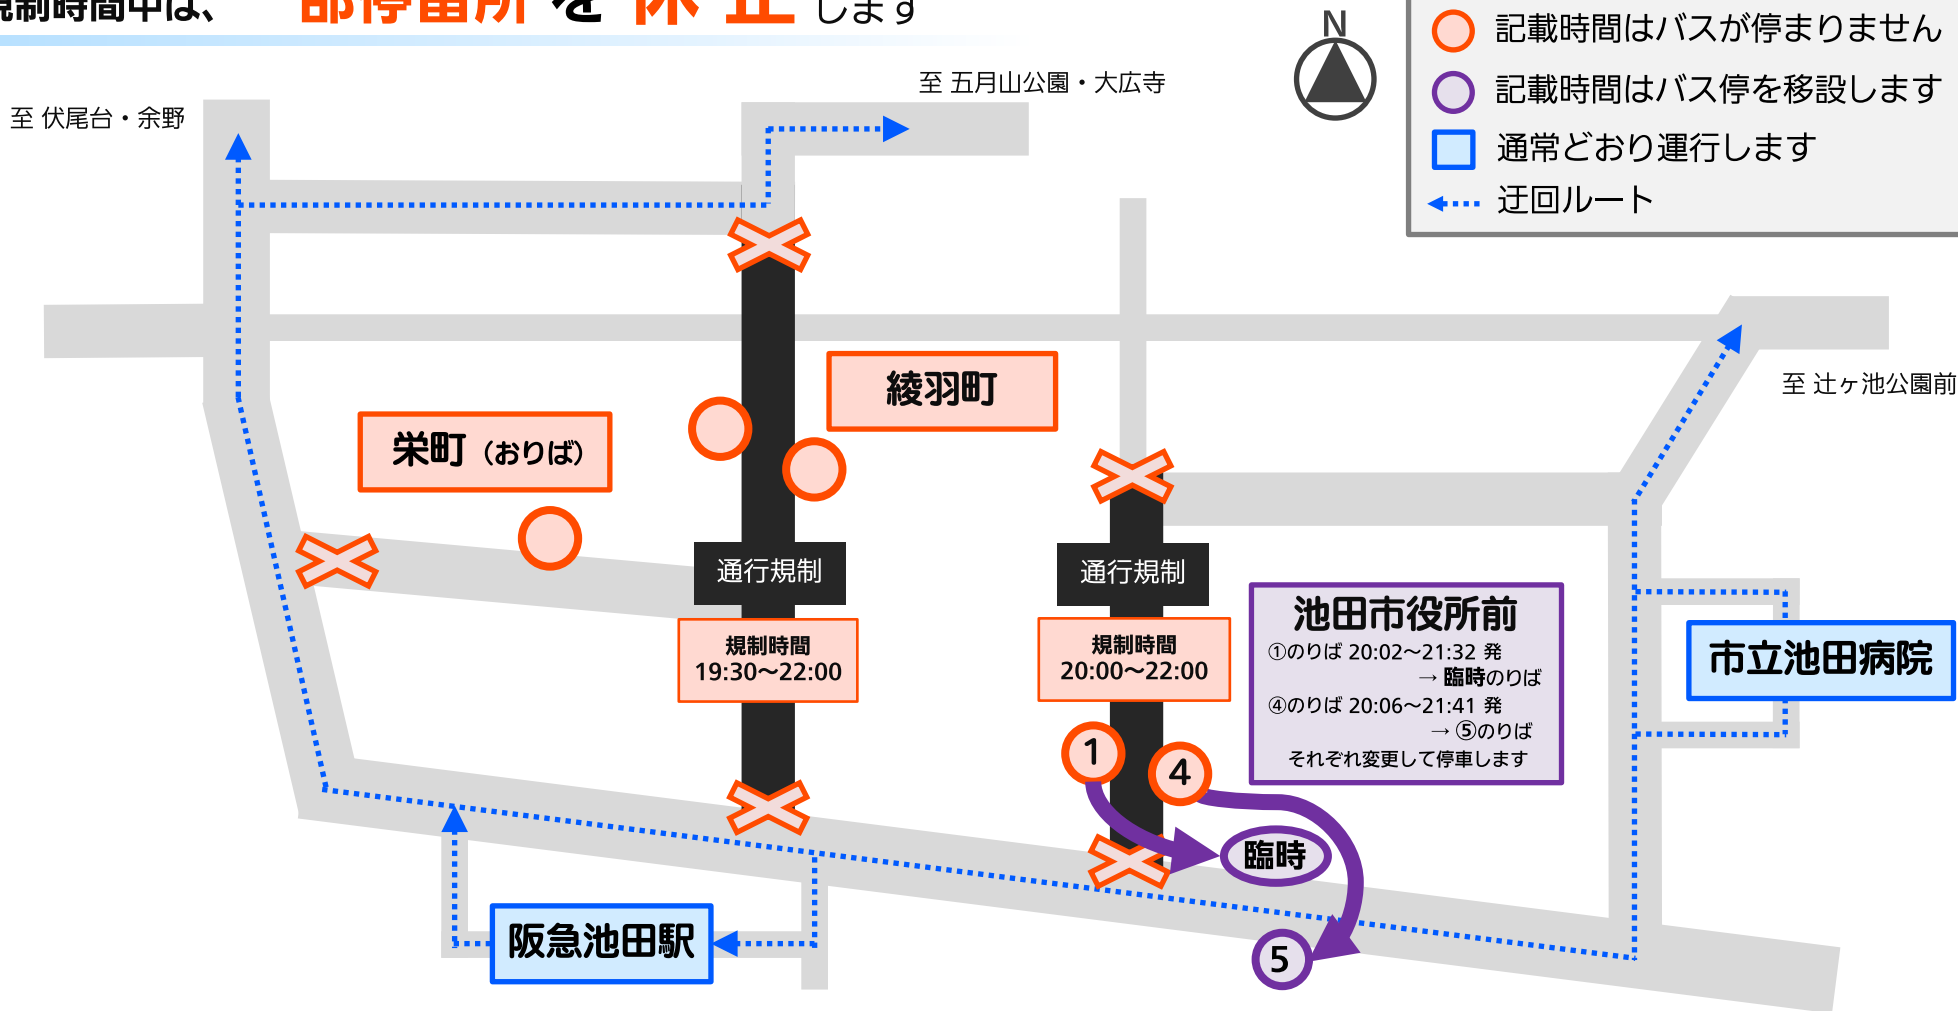 規制時間中は、一部停留所を休止します
N
記載時間はバスが停まりません
記載時間はバス停を移設します
通常どおり運行します
迂回ルート
至 五月山公園・大広寺
至 伏尾台・余野
至 辻ヶ池公園前
綾羽町
栄町（おりば）
通行規制
規制時間
19:30～22:00
通行規制
規制時間
20:00～22:00
池田市役所前
①のりば 20:02～21:32 発
→ 臨時のりば
④のりば 20:06～21:41 発
→ ⑤のりば
それぞれ変更して停車します
市立池田病院
1
4
臨時
5
阪急池田駅